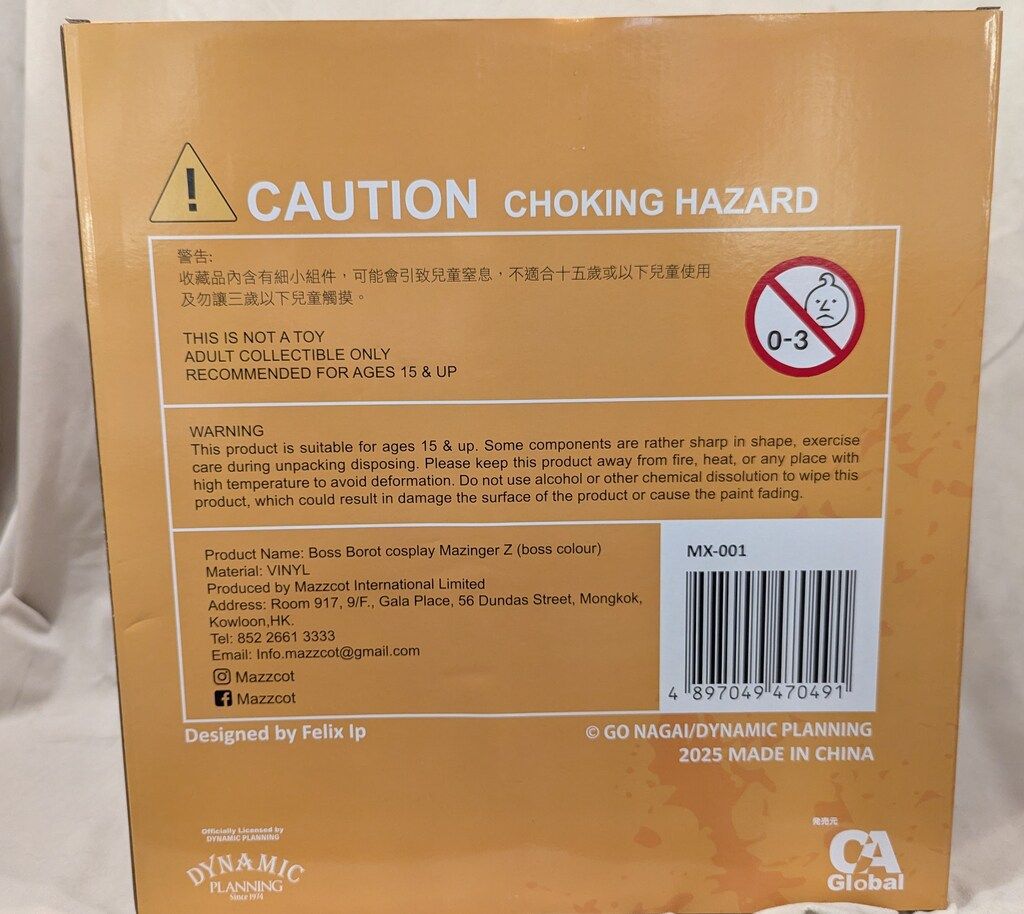 CAUTION CHOKING HAZARD
警告:
收藏品內含有細小組件，可能會引致兒童窒息，不適合十五歲或以下兒童使用
及勿讓三歲以下兒童觸摸。
0-3
THIS IS NOT A TOY
ADULT COLLECTIBLE ONLY
RECOMMENDED FOR AGES 15 & UP
WARNING
This product is suitable for ages 15 & up. Some components are rather sharp in shape, exercise
care during unpacking disposing. Please keep this product away from fire, heat, or any place with
high temperature to avoid deformation. Do not use alcohol or other chemical dissolution to wipe this
product, which could result in damage the surface of the product or cause the paint fading.
Product Name: Boss Borot cosplay Mazinger Z (boss colour)
Material: VINYL
Produced by Mazzcot International Limited
Address: Room 917, 9/F., Gala Place, 56 Dundas Street, Mongkok,
Kowloon,HK.
Tel: 852 2661 3333
Email: Info.mazzcot@gmail.com
Mazzcot
Mazzcot
MX-001
4 897049 470491
Designed by Felix Ip
© GO NAGAI/DYNAMIC PLANNING
2025 MADE IN CHINA
Officially Licensed by
DYNAMIC PLANNING
DYNAMIC
PLANNING
Since 1974
発売元
CA
Global